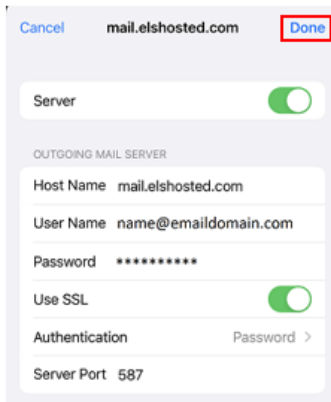 Cancel mail.elshosted.com Done
Server
OUTGOING MAIL SERVER
Host Name mail.elshosted.com
User Name name@emaildomain.com
Password **********
Use SSL
Authentication Password >
Server Port 587